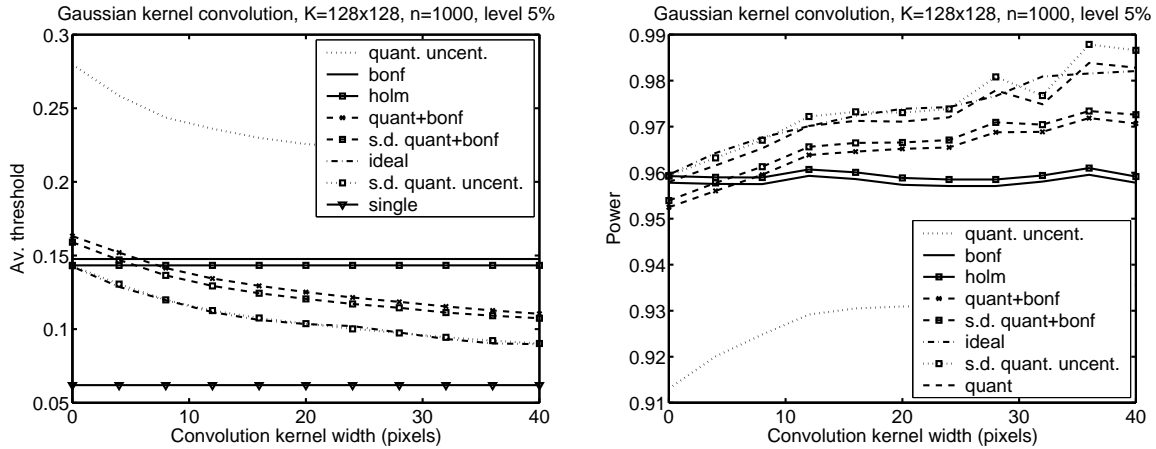 Gaussian kernel convolution, K=128x128, n=1000, level 5%
0.3
0.25
0.2
0.15
0.1
0.05
Av. threshold
quant. uncent.
bonf
holm
quant+bonf
s.d. quant+bonf
ideal
s.d. quant. uncent.
single
0 10 20 30 40
Convolution kernel width (pixels)
Gaussian kernel convolution, K=128x128, n=1000, level 5%
0.99
0.98
0.97
0.96
0.95
0.94
0.93
0.92
0.91
Power
quant. uncent.
bonf
holm
quant+bonf
s.d. quant+bonf
ideal
s.d. quant. uncent.
quant
0 10 20 30 40
Convolution kernel width (pixels)